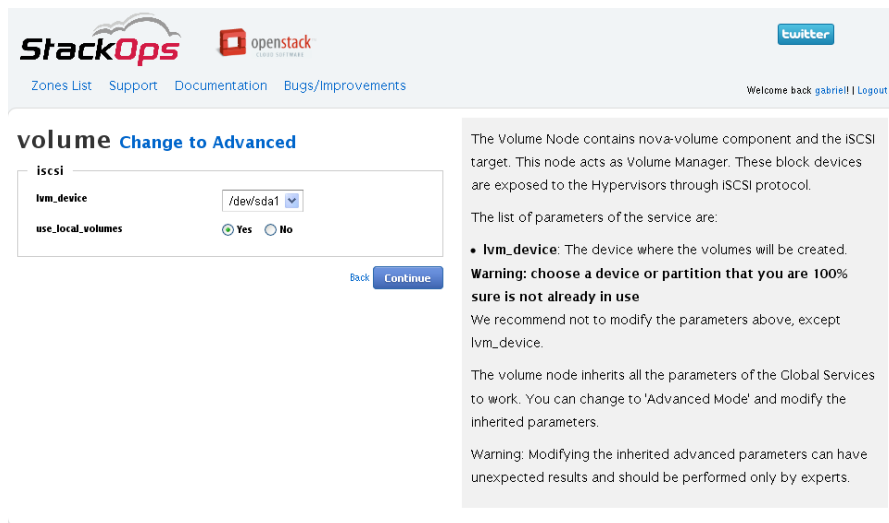 StackOps
openstack
CLOUD SOFTWARE
twitter
Zones List Support Documentation Bugs/Improvements
Welcome back gabriel! | Logout
volume Change to Advanced
iscsi
lvm_device /dev/sda1
use_local_volumes Yes No
Back Continue
The Volume Node contains nova-volume component and the iSCSI
target. This node acts as Volume Manager. These block devices
are exposed to the Hypervisors through iSCSI protocol.
The list of parameters of the service are:
• lvm_device: The device where the volumes will be created.
Warning: choose a device or partition that you are 100%
sure is not already in use
We recommend not to modify the parameters above, except
lvm_device.
The volume node inherits all the parameters of the Global Services
to work. You can change to 'Advanced Mode' and modify the
inherited parameters.
Warning: Modifying the inherited advanced parameters can have
unexpected results and should be performed only by experts.